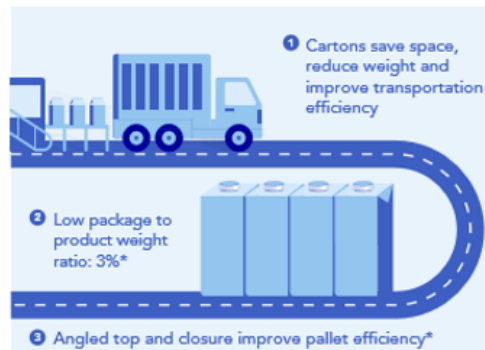 1 Cartons save space,
reduce weight and
improve transportation
efficiency
2 Low package to
product weight
ratio: 3%*
3 Angled top and closure improve pallet efficiency*